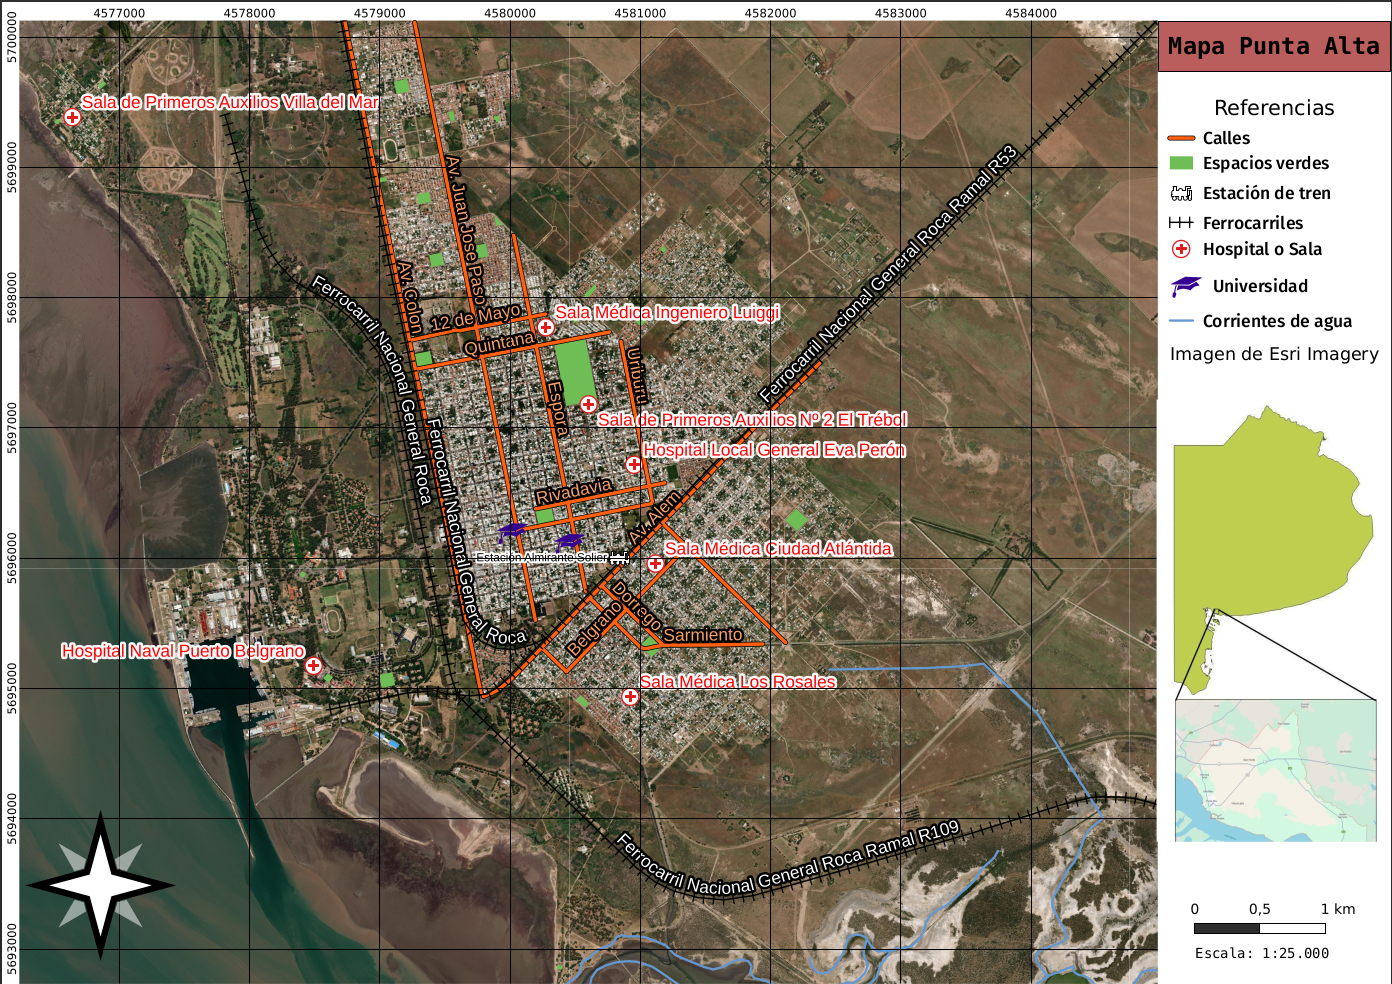 4577000
4578000
4579000
4580000
4581000
4582000
4583000
4584000
5700000
5699000
5698000
5697000
5696000
5695000
5694000
5693000
Mapa Punta Alta
Referencias
Calles
Espacios verdes
Estación de tren
Ferrocarriles
Hospital o Sala
Universidad
Corrientes de agua
Imagen de Esri Imagery
Sala de Primeros Auxilios Villa del Mar
Av. Juan Jose Paso
Av. Colon
Ferrocarril Nacional General Roca Ramal R53
Ferrocarril Nacional General Roca
12 de Mayo
Sala Médica Ingeniero Luiggi
Quintana
Uriburu
Espora
Sala de Primeros Auxilios Nº 2 El Trébol
Ferrocarril Nacional General Roca
Hospital Local General Eva Perón
Rivadavia
Av. Alem
Estación Almirante Solier
Sala Médica Ciudad Atlántida
Dorrego
Belgrano
Sarmiento
Hospital Naval Puerto Belgrano
Sala Médica Los Rosales
Ferrocarril Nacional General Roca Ramal R109
0 0,5 1 km
Escala: 1:25.000